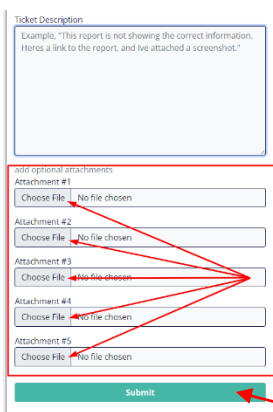 Ticket Description
Example, "This report is not showing the correct information.
Heres a link to the report, and Ive attached a screenshot."
add optional attachments
Attachment #1
Choose File No file chosen
Attachment #2
Choose File No file chosen
Attachment #3
Choose File No file chosen
Attachment #4
Choose File No file chosen
Attachment #5
Choose File No file chosen
Submit